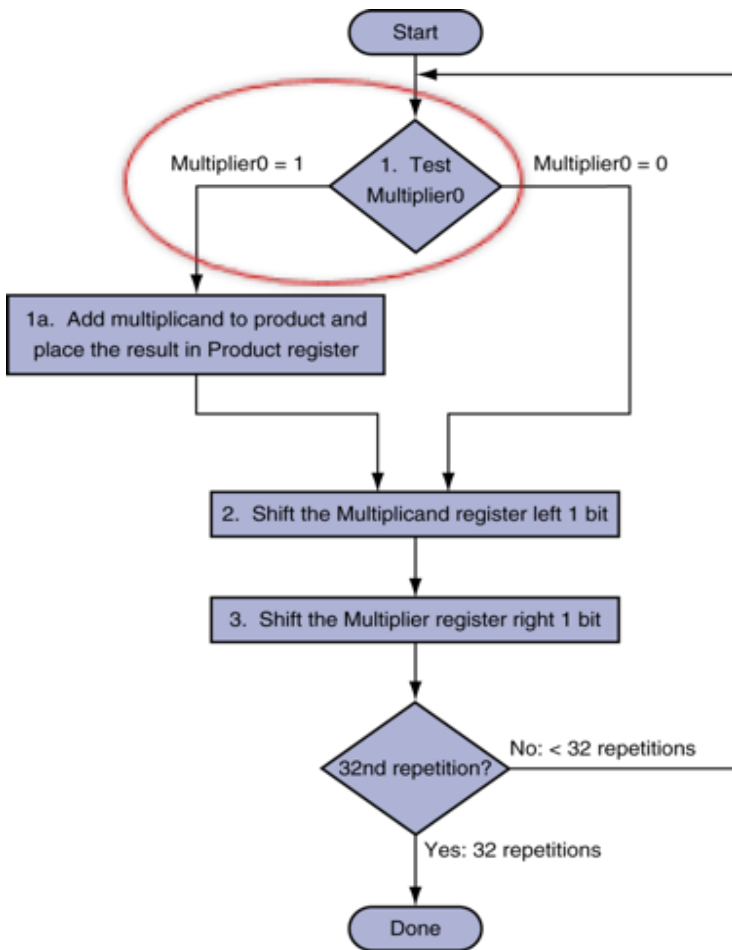 Start
Multiplier0 = 1
1. Test
Multiplier0
Multiplier0 = 0
1a. Add multiplicand to product and
place the result in Product register
2. Shift the Multiplicand register left 1 bit
3. Shift the Multiplier register right 1 bit
No: < 32 repetitions
32nd repetition?
Yes: 32 repetitions
Done